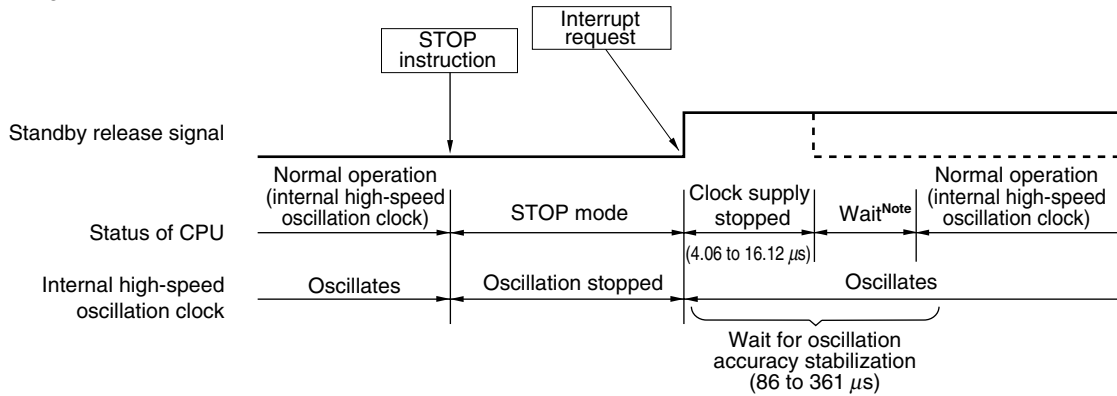 STOP
instruction
Interrupt
request
Standby release signal
Normal operation
(internal high-speed
oscillation clock)
STOP mode
Clock supply
stopped
(4.06 to 16.12 μs)
WaitNote
Normal operation
(internal high-speed
oscillation clock)
Status of CPU
Internal high-speed
oscillation clock
Oscillates
Oscillation stopped
Oscillates
Wait for oscillation
accuracy stabilization
(86 to 361 μs)